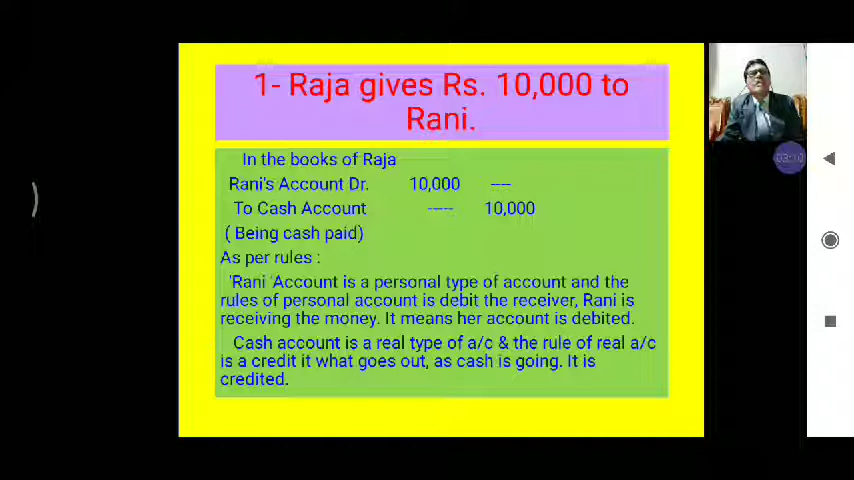 1- Raja gives Rs. 10,000 to
Rani.
In the books of Raja
Rani's Account Dr. 10,000 ----
To Cash Account ----- 10,000
( Being cash paid)
As per rules :
'Rani 'Account is a personal type of account and the
rules of personal account is debit the receiver, Rani is
receiving the money. It means her account is debited.
Cash account is a real type of a/c & the rule of real a/c
is a credit it what goes out, as cash is going. It is
credited.
03:10